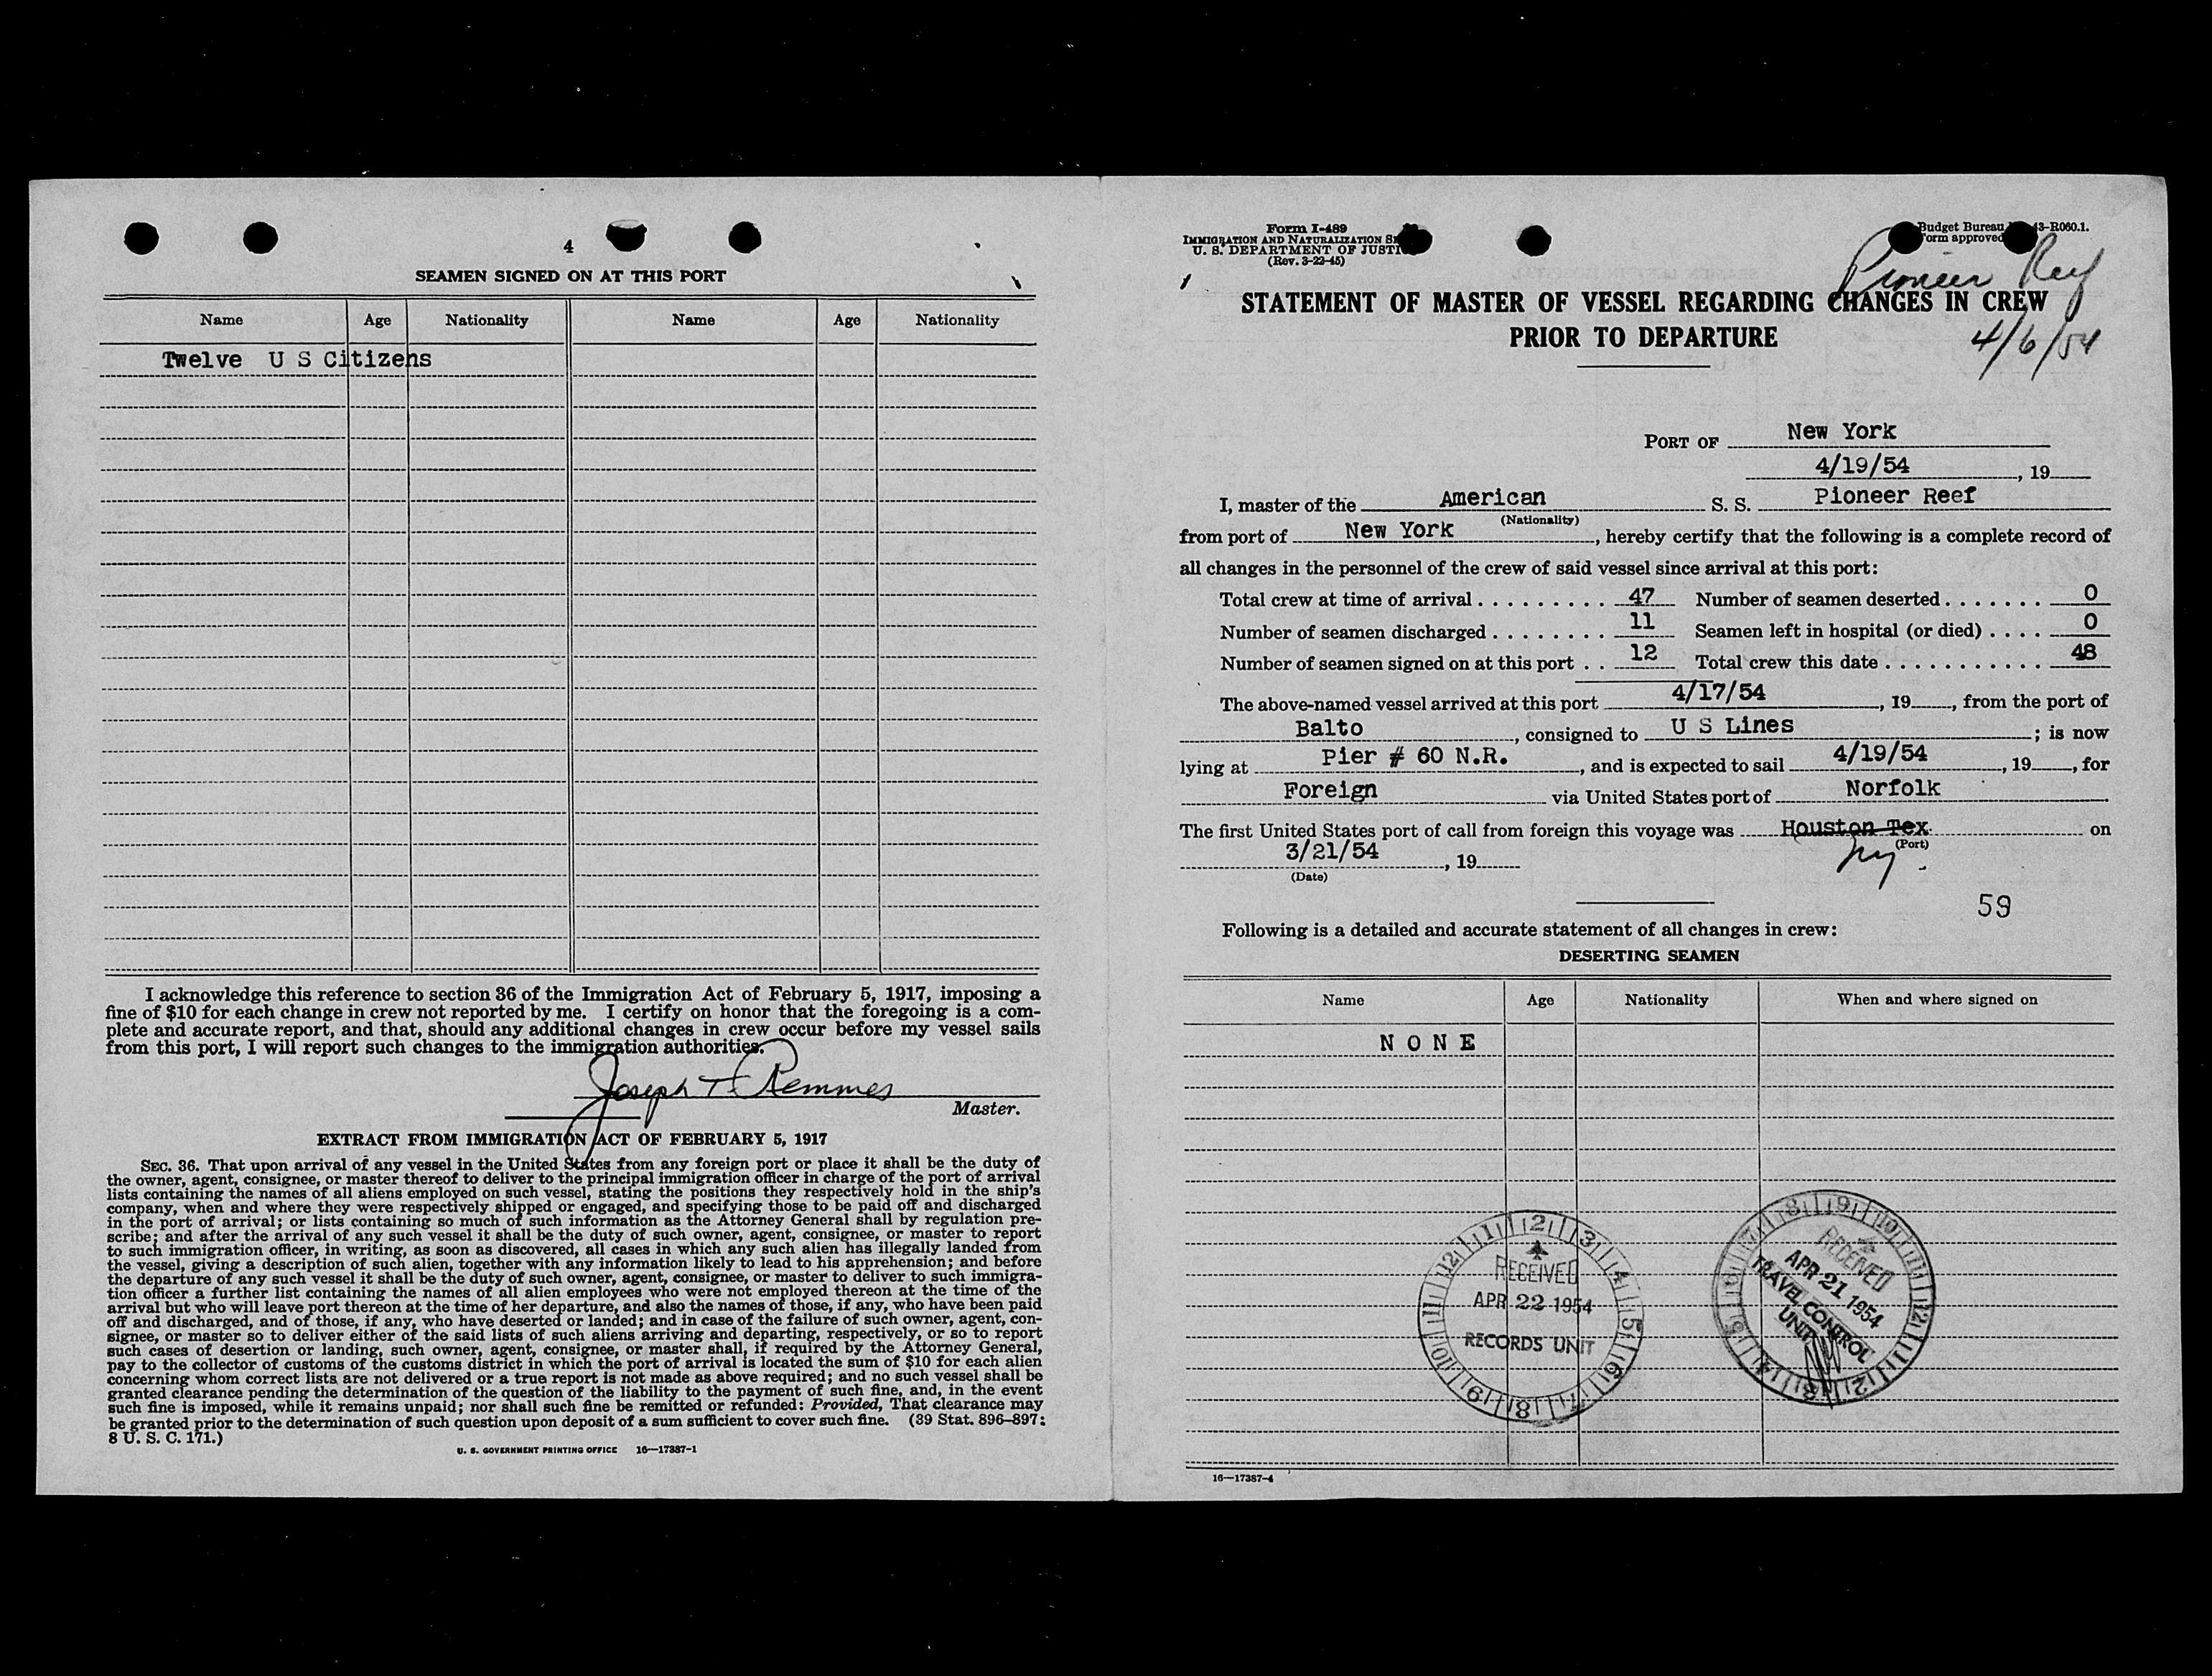 4
SEAMEN SIGNED ON AT THIS PORT
Name Age Nationality Name Age Nationality
Twelve U S Citizens
I acknowledge this reference to section 36 of the Immigration Act of February 5, 1917, imposing a
fine of $10 for each change in crew not reported by me. I certify on honor that the foregoing is a com-
plete and accurate report, and that, should any additional changes in crew occur before my vessel sails
from this port, I will report such changes to the immigration authorities.
Joseph T Remmes
Master.
EXTRACT FROM IMMIGRATION ACT OF FEBRUARY 5, 1917
SEC. 36. That upon arrival of any vessel in the United States from any foreign port or place it shall be the duty of
the owner, agent, consignee, or master thereof to deliver to the principal immigration officer in charge of the port of arrival
lists containing the names of all aliens employed on such vessel, stating the positions they respectively hold in the ship's
company, when and where they were respectively shipped or engaged, and specifying those to be paid off and discharged
in the port of arrival; or lists containing so much of such information as the Attorney General shall by regulation pre-
scribe; and after the arrival of any such vessel it shall be the duty of such owner, agent, consignee, or master to report
to such immigration officer, in writing, as soon as discovered, all cases in which any such alien has illegally landed from
the vessel, giving a description of such alien, together with any information likely to lead to his apprehension; and before
the departure of any such vessel it shall be the duty of such owner, agent, consignee, or master to deliver to such immigra-
tion officer a further list containing the names of all alien employees who were not employed thereon at the time of the
arrival but who will leave port thereon at the time of her departure, and also the names of those, if any, who have been paid
off and discharged, and of those, if any, who have deserted or landed; and in case of the failure of such owner, agent, con-
signee, or master so to deliver either of the said lists of such aliens arriving and departing, respectively, or so to report
such cases of desertion or landing, such owner, agent, consignee, or master shall, if required by the Attorney General,
pay to the collector of customs of the customs district in which the port of arrival is located the sum of $10 for each alien
concerning whom correct lists are not delivered or a true report is not made as above required; and no such vessel shall be
granted clearance pending the determination of the question of the liability to the payment of such fine, and, in the event
such fine is imposed, while it remains unpaid; nor shall such fine be remitted or refunded: Provided, That clearance may
be granted prior to the determination of such question upon deposit of a sum sufficient to cover such fine. (39 Stat. 896–897;
8 U. S. C. 171.)
U. S. GOVERNMENT PRINTING OFFICE 16—17387-1
Form I-489
IMMIGRATION AND NATURALIZATION
U. S. DEPARTMENT OF
(Rev. 3-22-45)
Budget Bureau 43-R060.1.
Form approved
Pioneer Reef
4/6/54
STATEMENT OF MASTER OF VESSEL REGARDING CHANGES IN CREW
PRIOR TO DEPARTURE
PORT OF New York
4/19/54, 19
I, master of the American S. S. Pioneer Reef
(Nationality)
from port of New York, hereby certify that the following is a complete record of
all changes in the personnel of the crew of said vessel since arrival at this port:
Total crew at time of arrival . . . . . . . . . 47 Number of seamen deserted . . . . . . . 0
Number of seamen discharged . . . . . . . . 11 Seamen left in hospital (or died) . . . . 0
Number of seamen signed on at this port . . 12 Total crew this date . . . . . . . . . . . 48
The above-named vessel arrived at this port 4/17/54, 19, from the port of
Balto, consigned to U S Lines; is now
lying at Pier # 60 N.R., and is expected to sail 4/19/54, 19, for
Foreign via United States port of Norfolk
The first United States port of call from foreign this voyage was Houston Tex on
(Port)
ny.
3/21/54, 19
(Date)
59
Following is a detailed and accurate statement of all changes in crew:
DESERTING SEAMEN
Name Age Nationality When and where signed on
N O N E
RECEIVED
APR 22 1954
RECORDS UNIT
RECEIVED
APR 21 1954
TRAVEL CONTROL
UNIT
16—17387-4